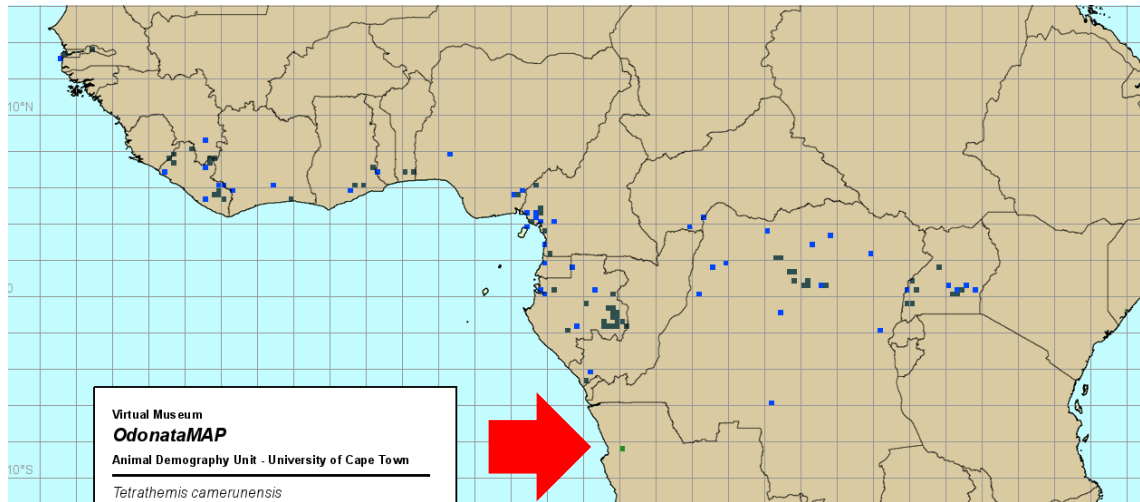 10°N
0
10°S
Virtual Museum
OdonataMAP
Animal Demography Unit - University of Cape Town
Tetrathemis camerunensis